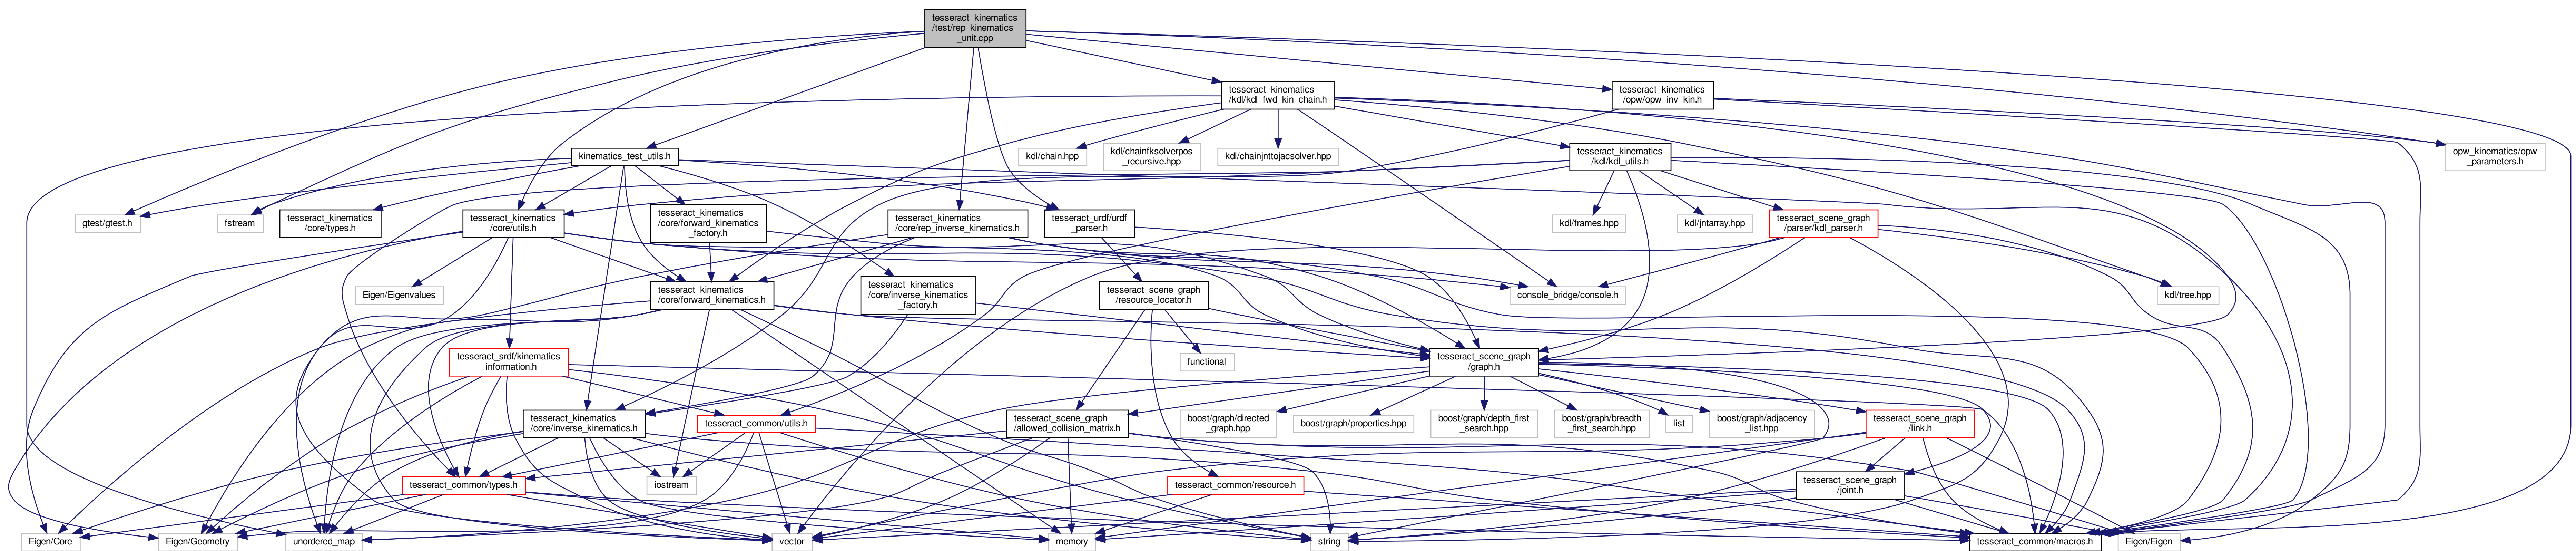 tesseract_kinematics
/test/rep_kinematics
_unit.cpp
tesseract_kinematics
/kdl/kdl_fwd_kin_chain.h
tesseract_kinematics
/opw/opw_inv_kin.h
kinematics_test_utils.h
kdl/chain.hpp
kdl/chainfksolverpos
_recursive.hpp
kdl/chainjnttojacsolver.hpp
tesseract_kinematics
/kdl/kdl_utils.h
opw_kinematics/opw
_parameters.h
gtest/gtest.h
fstream
tesseract_kinematics
/core/types.h
tesseract_kinematics
/core/utils.h
tesseract_kinematics
/core/forward_kinematics
_factory.h
tesseract_kinematics
/core/rep_inverse_kinematics.h
tesseract_urdf/urdf
_parser.h
kdl/frames.hpp
kdl/jntarray.hpp
tesseract_scene_graph
/parser/kdl_parser.h
Eigen/Eigenvalues
tesseract_kinematics
/core/forward_kinematics.h
tesseract_kinematics
/core/inverse_kinematics
_factory.h
tesseract_scene_graph
/resource_locator.h
console_bridge/console.h
kdl/tree.hpp
tesseract_srdf/kinematics
_information.h
functional
tesseract_scene_graph
/graph.h
tesseract_kinematics
/core/inverse_kinematics.h
tesseract_common/utils.h
tesseract_scene_graph
/allowed_collision_matrix.h
boost/graph/directed
_graph.hpp
boost/graph/properties.hpp
boost/graph/depth_first
_search.hpp
boost/graph/breadth
_first_search.hpp
list
boost/graph/adjacency
_list.hpp
tesseract_scene_graph
/link.h
tesseract_common/types.h
iostream
tesseract_common/resource.h
tesseract_scene_graph
/joint.h
Eigen/Core
Eigen/Geometry
unordered_map
vector
memory
string
tesseract_common/macros.h
Eigen/Eigen